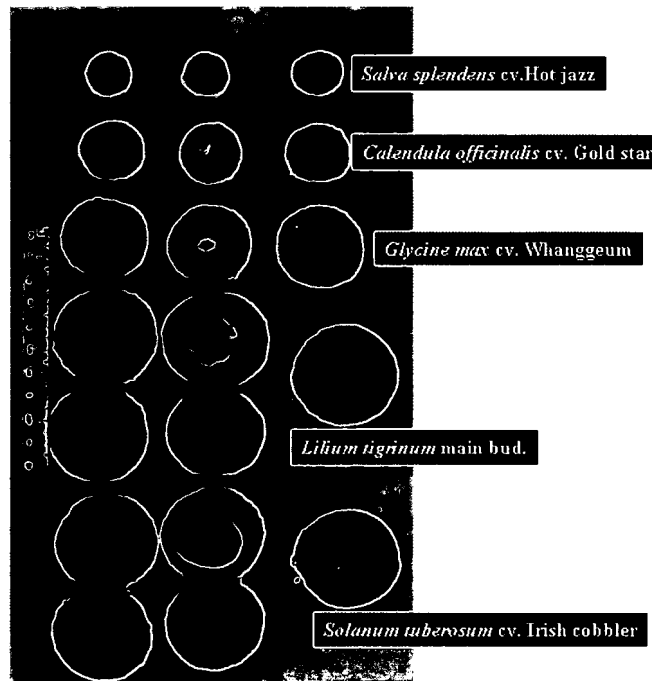 Salva splendens cv.Hot jazz
Calendula officinalis cv. Gold star
Glycine max cv. Whanggeum
Lilium tigrinum main bud.
Solanum tuberosum cv. Irish cobbler